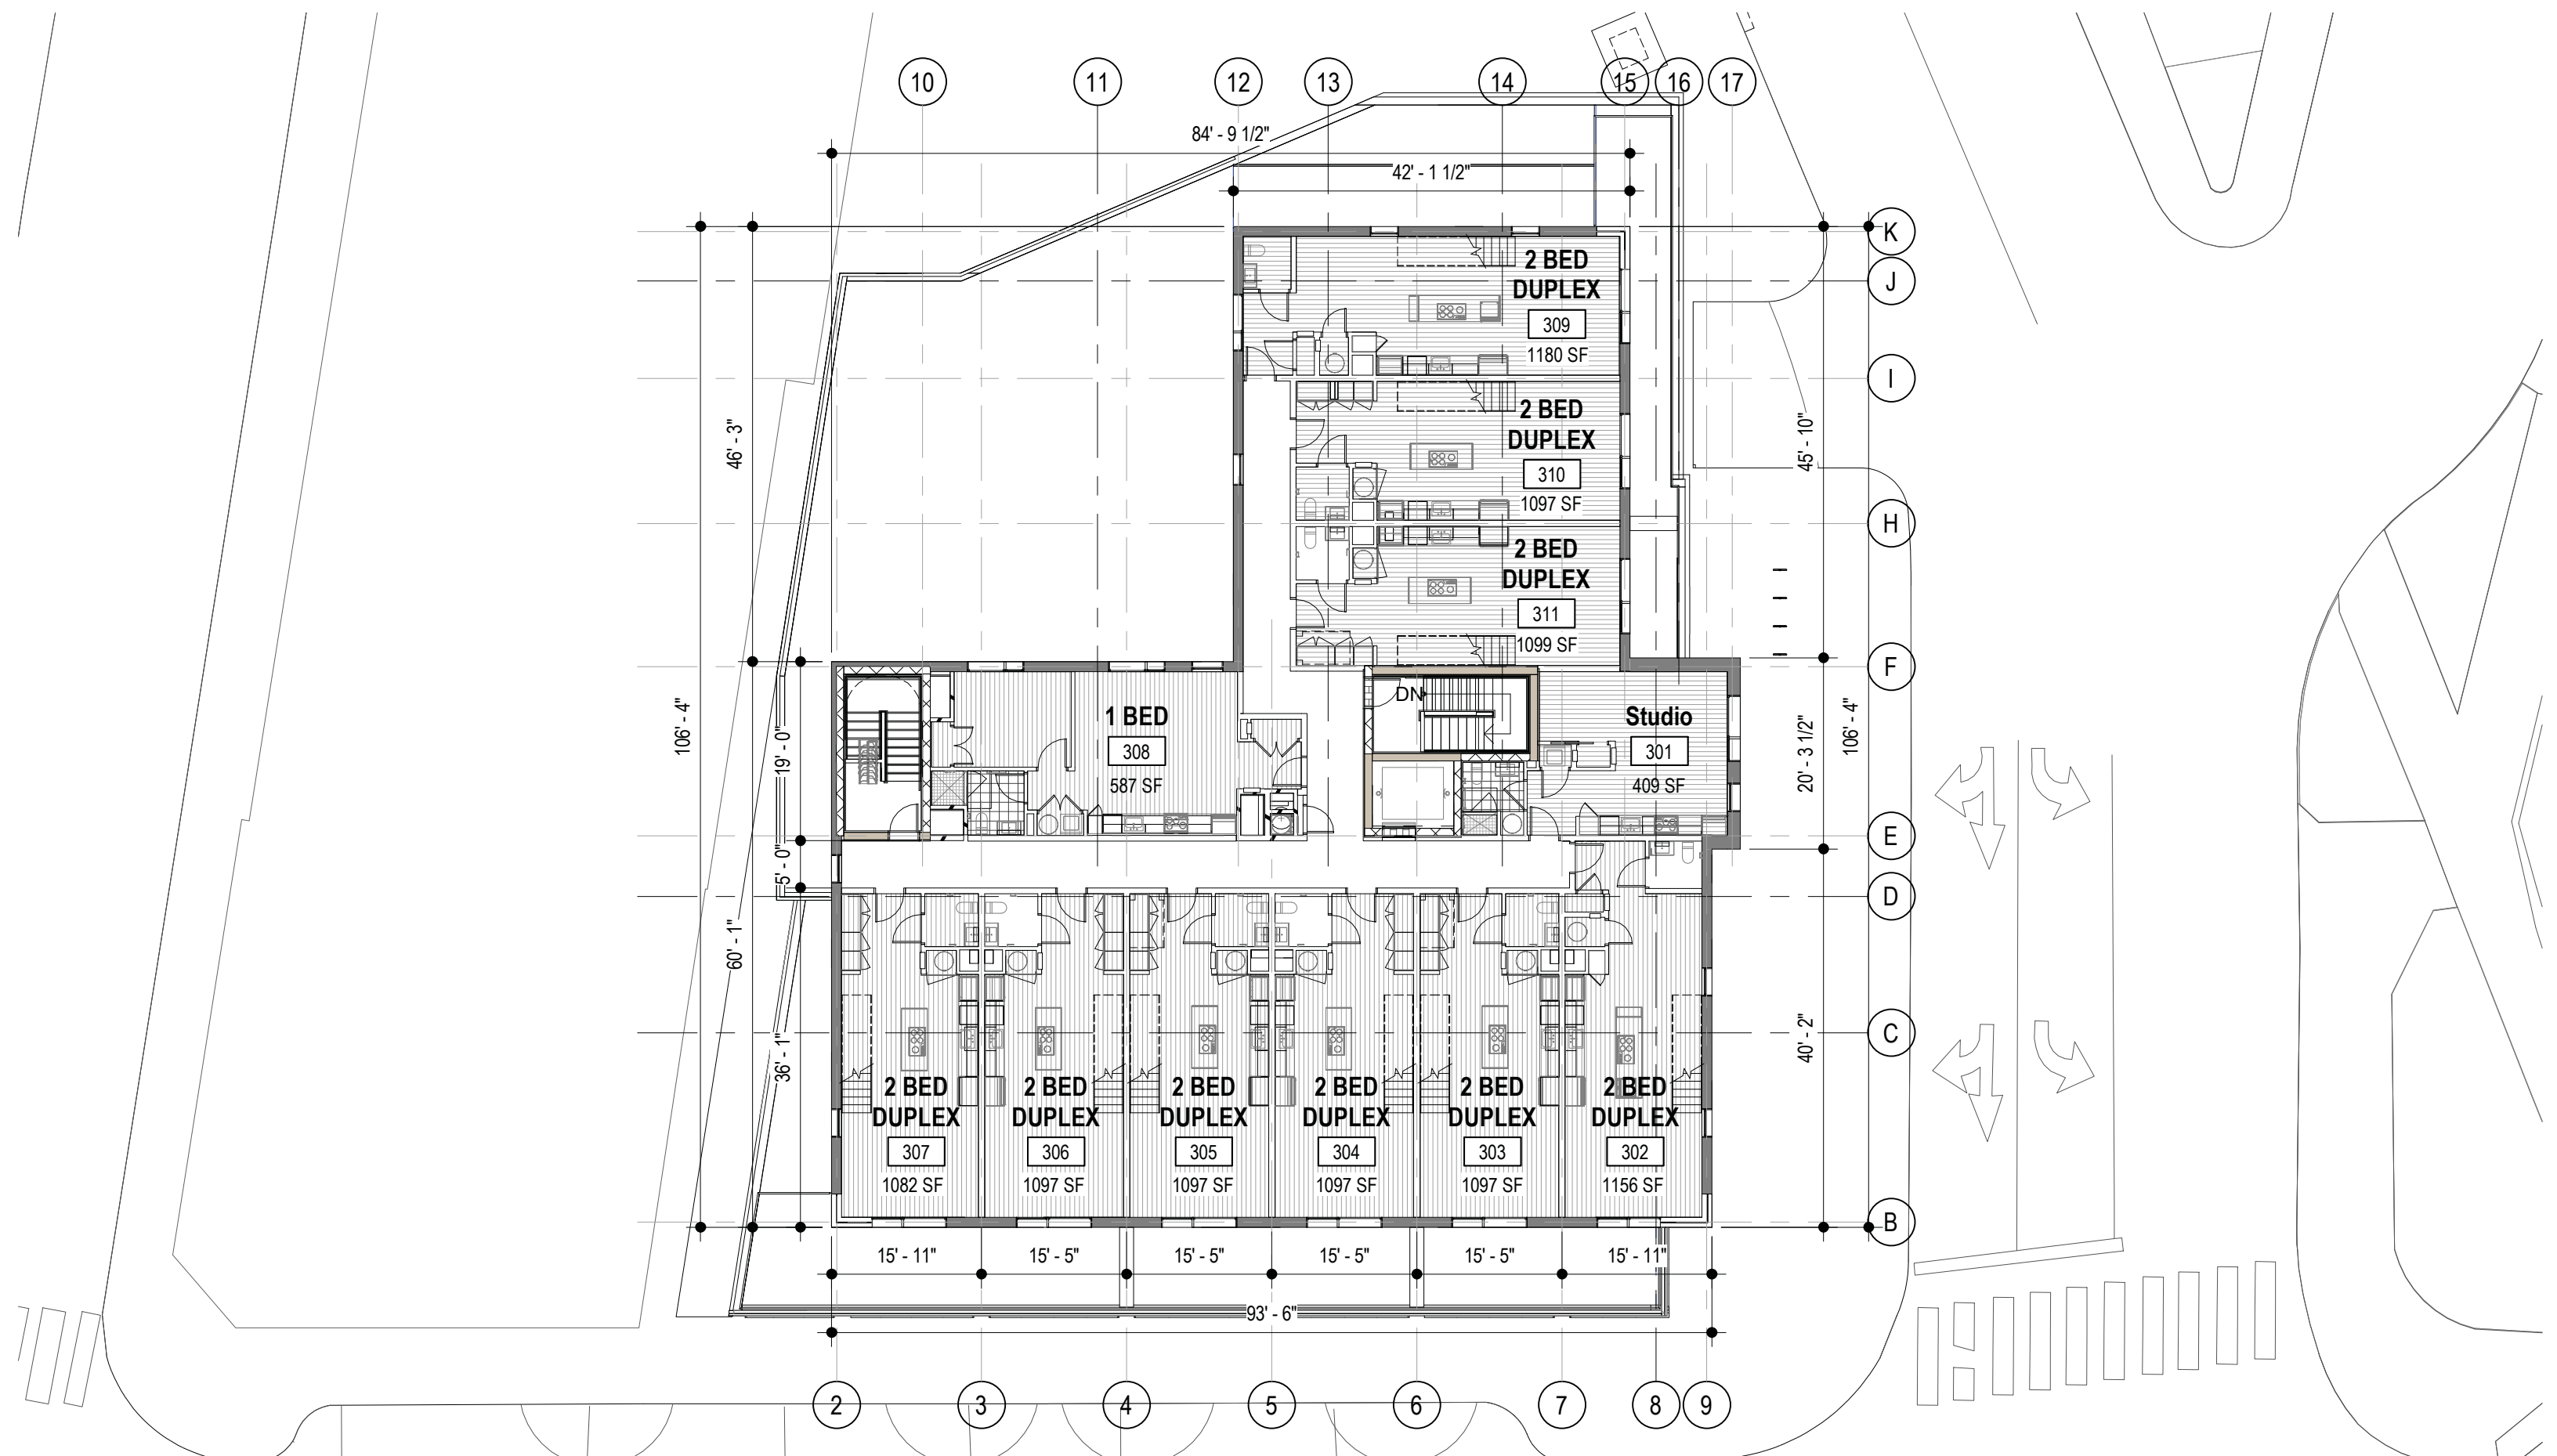 10
11
12
13
14
15
16
17
84' - 9 1/2"
42' - 1 1/2"
K
J
I
H
F
E
D
C
B
2 BED
DUPLEX
309
1180 SF
2 BED
DUPLEX
310
1097 SF
2 BED
DUPLEX
311
1099 SF
46' - 3"
45' - 10"
106' - 4"
19' - 0"
5' - 0"
60' - 1"
36' - 1"
20' - 3 1/2"
106' - 4"
40' - 2"
DN
1 BED
308
587 SF
Studio
301
409 SF
2 BED
DUPLEX
307
1082 SF
2 BED
DUPLEX
306
1097 SF
2 BED
DUPLEX
305
1097 SF
2 BED
DUPLEX
304
1097 SF
2 BED
DUPLEX
303
1097 SF
2 BED
DUPLEX
302
1156 SF
15' - 11"
15' - 5"
15' - 5"
15' - 5"
15' - 5"
15' - 11"
93' - 6"
2
3
4
5
6
7
8
9